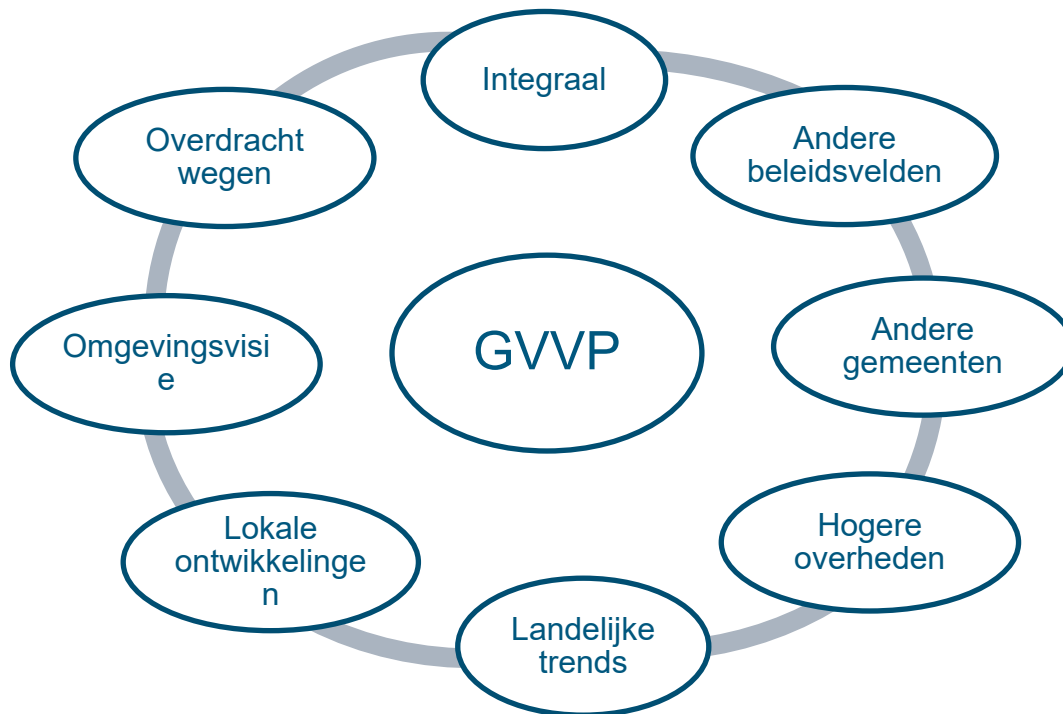 Integraal
Andere
beleidsvelden
Andere
gemeenten
Hogere
overheden
Landelijke
trends
Lokale
ontwikkelinge
n
Omgevingsvisi
e
Overdracht
wegen
GVVP